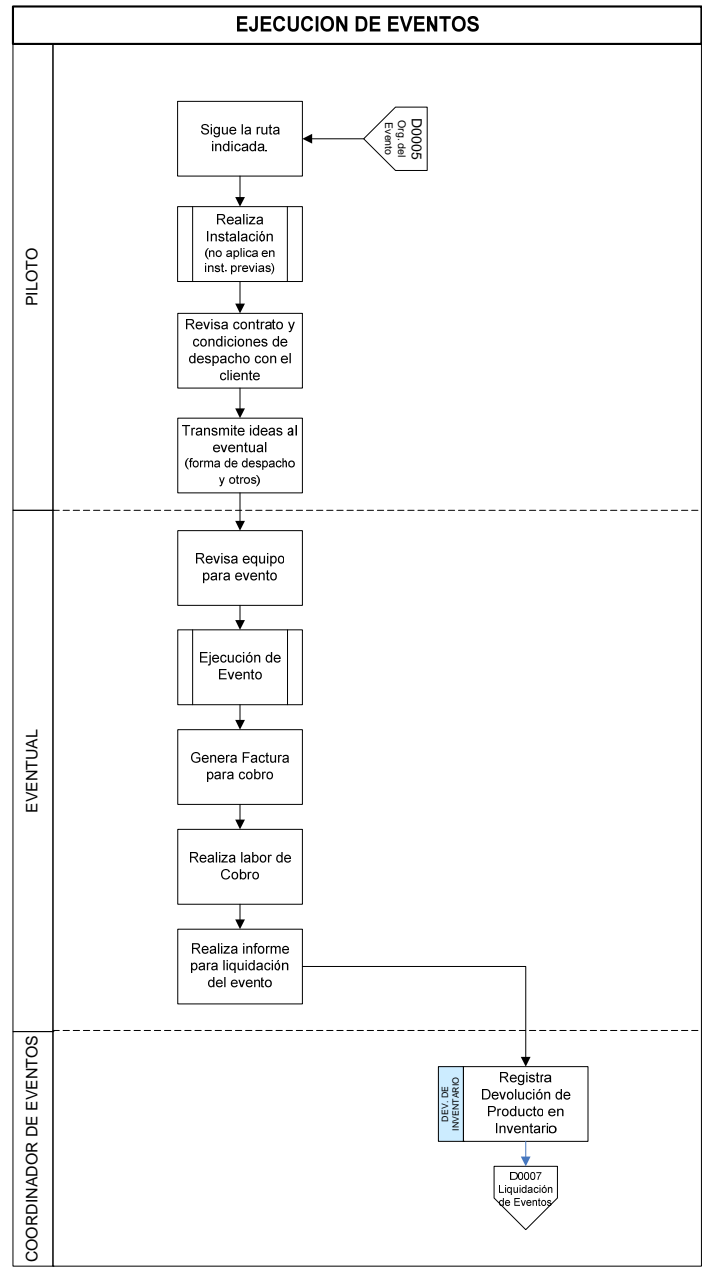 EJECUCION DE EVENTOS
PILOTO
Sigue la ruta
indicada.
D0005
Org. del
Evento
Realiza
Instalación
(no aplica en
inst. previas)
Revisa contrato y
condiciones de
despacho con el
cliente
Transmite ideas al
eventual
(forma de despacho
y otros)
EVENTUAL
Revisa equipo
para evento
Ejecución de
Evento
Genera Factura
para cobro
Realiza labor de
Cobro
Realiza informe
para liquidación
del evento
COORDINADOR DE EVENTOS
DEV. DE
INVENTARIO
Registra
Devolución de
Producto en
Inventario
D0007
Liquidación
de Eventos